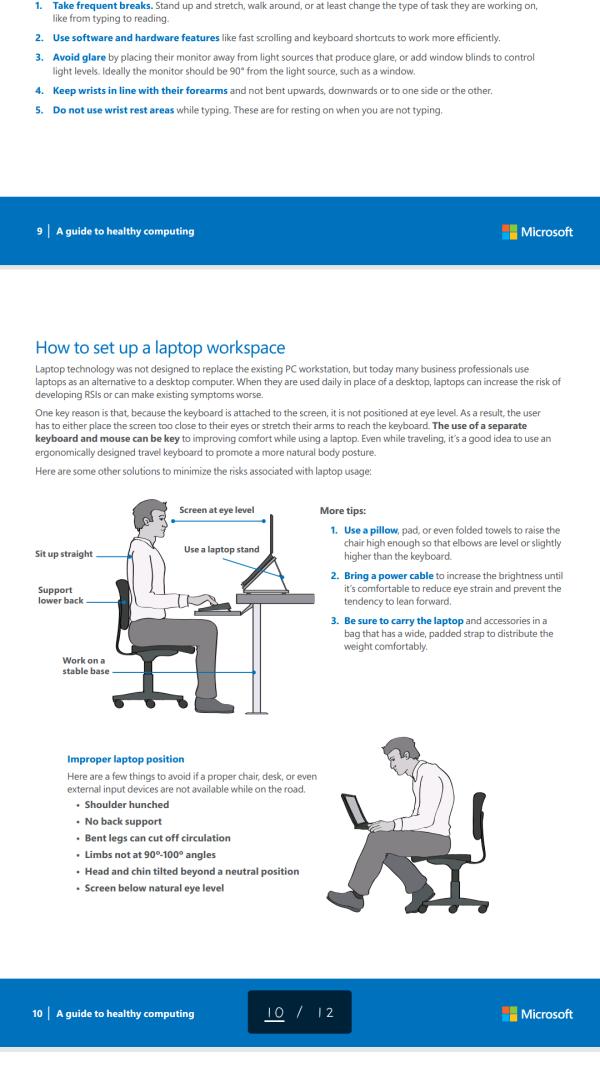 1. Take frequent breaks. Stand up and stretch, walk around, or at least change the type of task they are working on,
like from typing to reading.
2. Use software and hardware features like fast scrolling and keyboard shortcuts to work more efficiently.
3. Avoid glare by placing their monitor away from light sources that produce glare, or add window blinds to control
light levels. Ideally the monitor should be 90° from the light source, such as a window.
4. Keep wrists in line with their forearms and not bent upwards, downwards or to one side or the other.
5. Do not use wrist rest areas while typing. These are for resting on when you are not typing.
9 | A guide to healthy computing
Microsoft
How to set up a laptop workspace
Laptop technology was not designed to replace the existing PC workstation, but today many business professionals use
laptops as an alternative to a desktop computer. When they are used daily in place of a desktop, laptops can increase the risk of
developing RSIs or can make existing symptoms worse.
One key reason is that, because the keyboard is attached to the screen, it is not positioned at eye level. As a result, the user
has to either place the screen too close to their eyes or stretch their arms to reach the keyboard. The use of a separate
keyboard and mouse can be key to improving comfort while using a laptop. Even while traveling, it's a good idea to use an
ergonomically designed travel keyboard to promote a more natural body posture.
Here are some other solutions to minimize the risks associated with laptop usage:
Screen at eye level
Use a laptop stand
Sit up straight
Support
lower back
Work on a
stable base
More tips:
1. Use a pillow, pad, or even folded towels to raise the
chair high enough so that elbows are level or slightly
higher than the keyboard.
2. Bring a power cable to increase the brightness until
it's comfortable to reduce eye strain and prevent the
tendency to lean forward.
3. Be sure to carry the laptop and accessories in a
bag that has a wide, padded strap to distribute the
weight comfortably.
Improper laptop position
Here are a few things to avoid if a proper chair, desk, or even
external input devices are not available while on the road.
• Shoulder hunched
• No back support
• Bent legs can cut off circulation
• Limbs not at 90º-100º angles
• Head and chin tilted beyond a neutral position
• Screen below natural eye level
10 | A guide to healthy computing
10 / 12
Microsoft